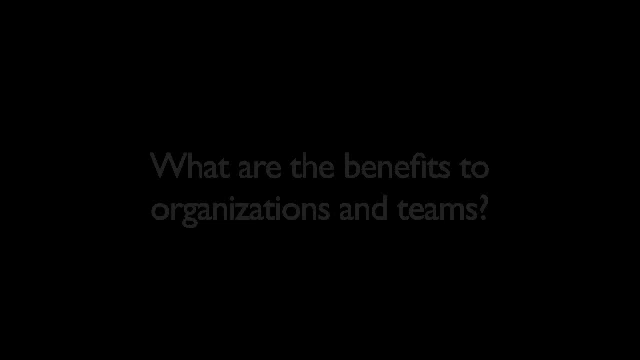 What are the benefits to
organizations and teams?